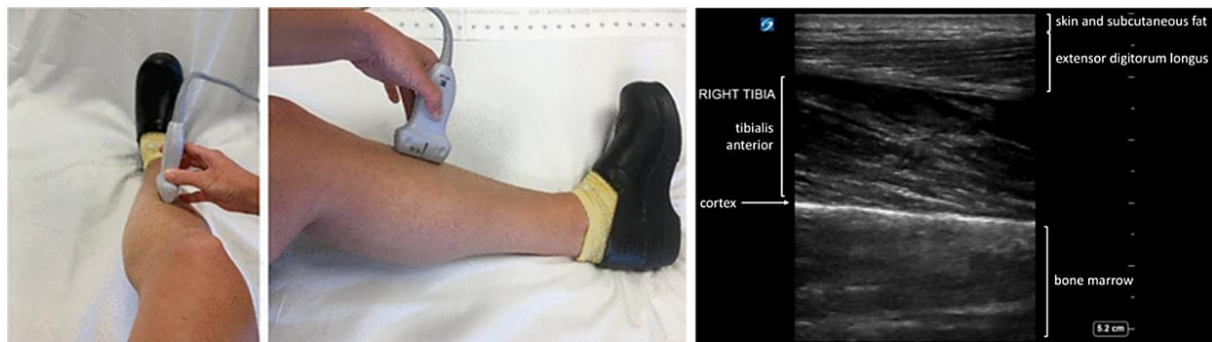 skin and subcutaneous fat
extensor digitorum longus
RIGHT TIBIA
tibialis
anterior
cortex
bone marrow
5.2 cm